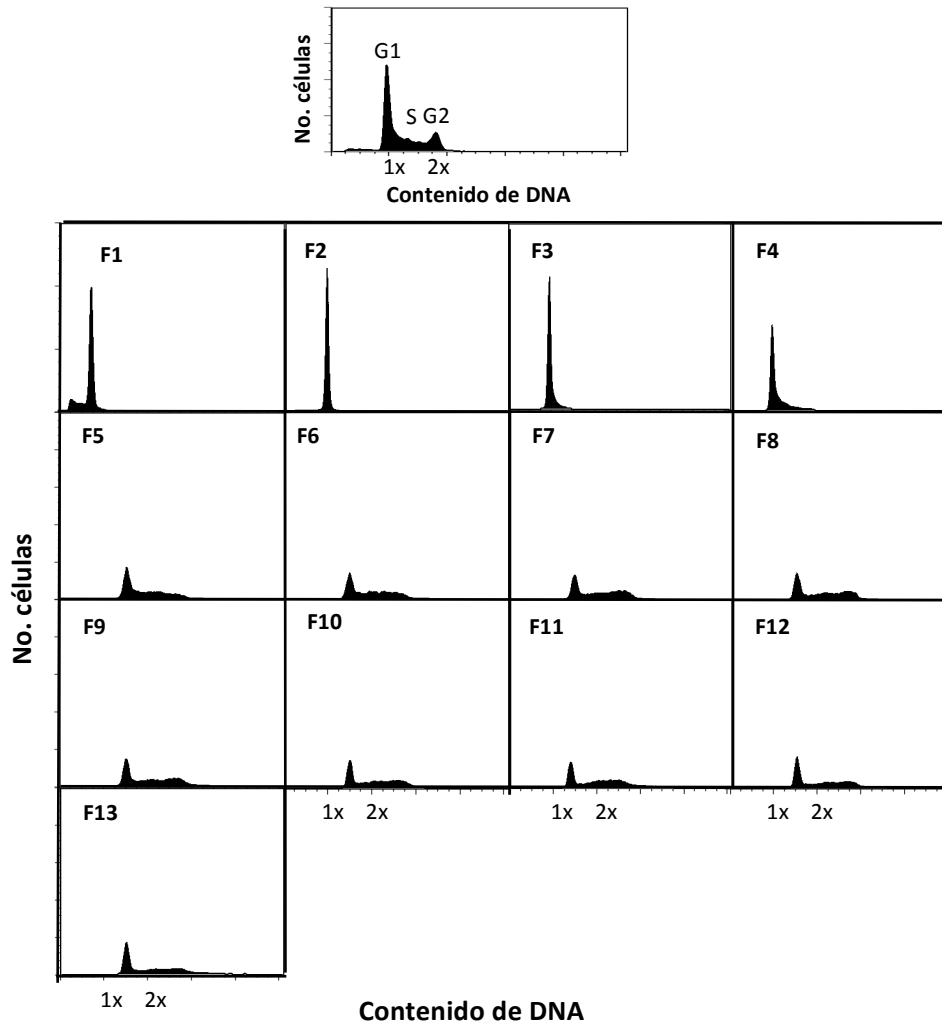 No. células
G1
S G2
1x 2x
Contenido de DNA
No. células
F1 F2 F3 F4
F5 F6 F7 F8
F9 F10 F11 F12
1x 2x 1x 2x 1x 2x
F13
1x 2x
Contenido de DNA